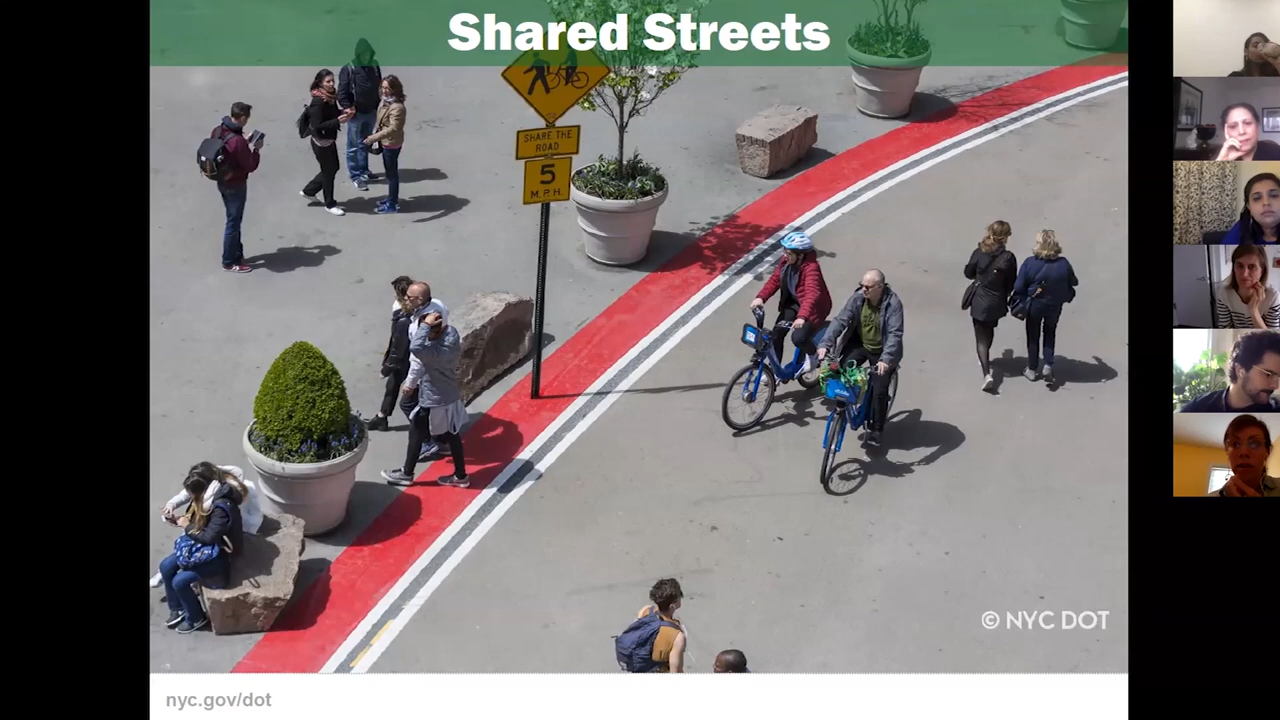 Shared Streets
SHARE THE
ROAD
5
M.P.H.
© NYC DOT
nyc.gov/dot